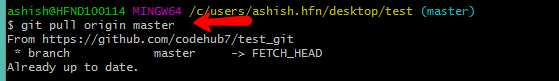 ashish@HFND100114 MINGW64 /c/users/ashish.hfn/desktop/test (master)
$ git pull origin master
From https://github.com/codehub7/test_git
 * branch            master     -> FETCH_HEAD
Already up to date.